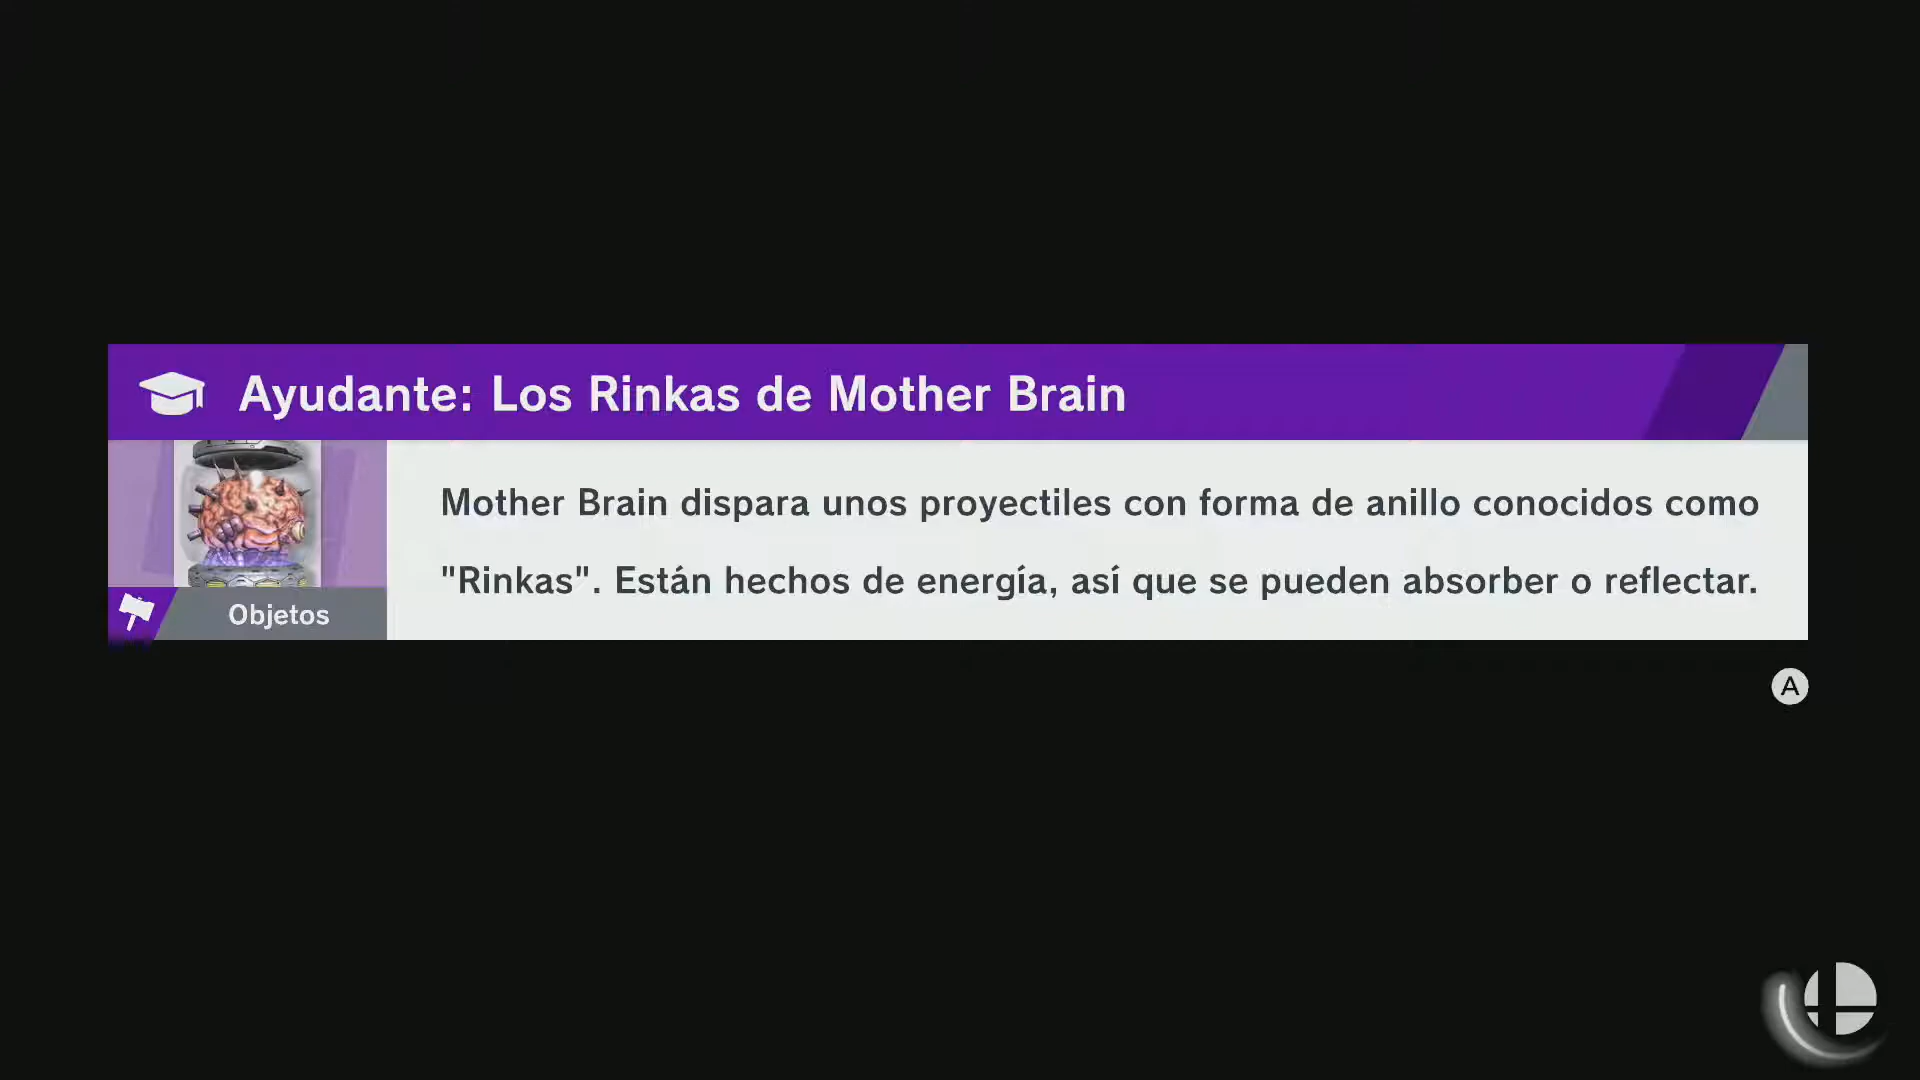 Ayudante: Los Rinkas de Mother Brain
Mother Brain dispara unos proyectiles con forma de anillo conocidos como
"Rinkas". Están hechos de energía, así que se pueden absorber o reflectar.
Objetos
A